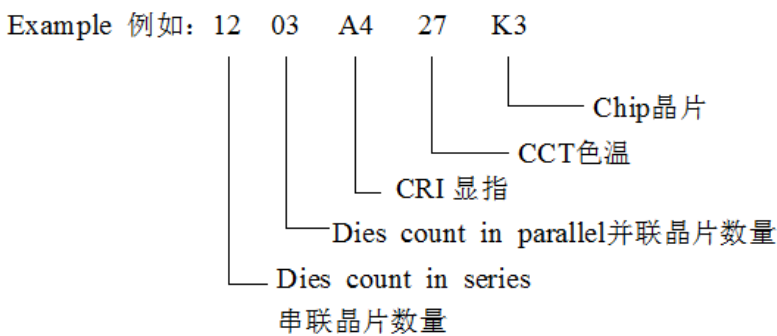 Example 例如：12 03 A4 27 K3
Chip晶片
CCT色温
CRI 显指
Dies count in parallel并联晶片数量
Dies count in series
串联晶片数量